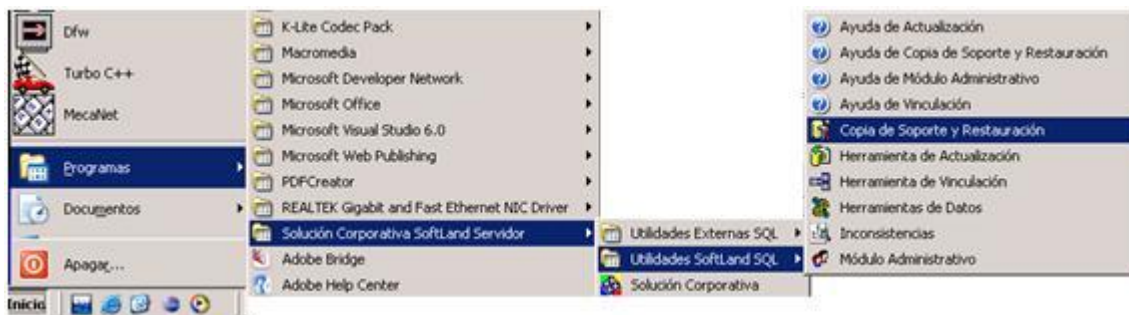 Dfw
Turbo C++
MecaNet
Programas
Documentos
Apagar...
Inicio
K-Lite Codec Pack
Macromedia
Microsoft Developer Network
Microsoft Office
Microsoft Visual Studio 6.0
Microsoft Web Publishing
PDFCreator
REALTEK Gigabit and Fast Ethernet NIC Driver
Solución Corporativa SoftLand Servidor
Adobe Bridge
Adobe Help Center
Utilidades Externas SQL
Utilidades SoftLand SQL
Solución Corporativa
Ayuda de Actualización
Ayuda de Copia de Soporte y Restauración
Ayuda de Módulo Administrativo
Ayuda de Vinculación
Copia de Soporte y Restauración
Herramienta de Actualización
Herramienta de Vinculación
Herramientas de Datos
Inconsistencias
Módulo Administrativo